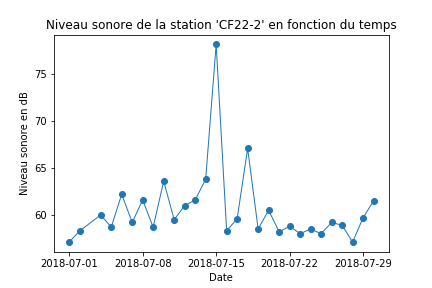 Niveau sonore de la station 'CF22-2' en fonction du temps
Niveau sonore en dB
75
70
65
60
2018-07-01 2018-07-08 2018-07-15 2018-07-22 2018-07-29
Date